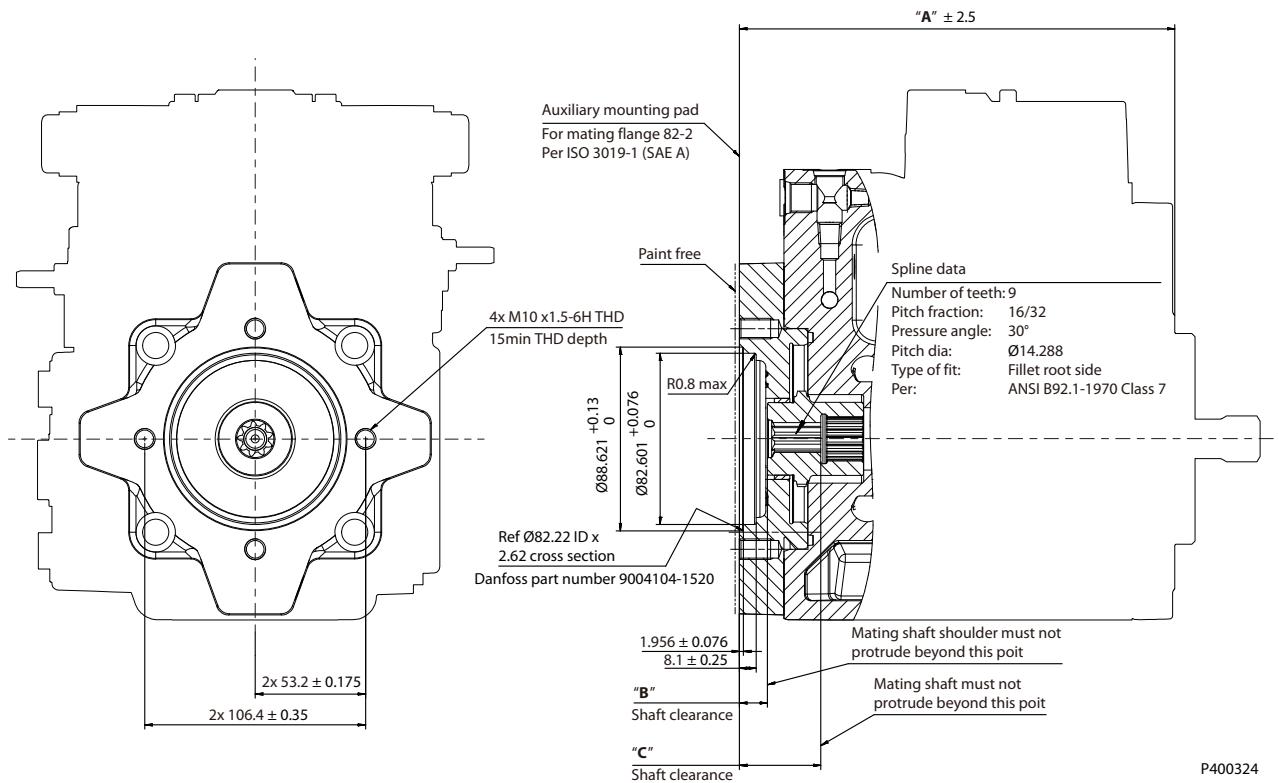 "A" ± 2.5
Auxiliary mounting pad
For mating flange 82-2
Per ISO 3019-1 (SAE A)
Paint free
Spline data
Number of teeth: 9
Pitch fraction: 16/32
Pressure angle: 30°
Pitch dia: Ø14.288
Type of fit: Fillet root side
Per: ANSI B92.1-1970 Class 7
4x M10 x1.5-6H THD
15min THD depth
R0.8 max
Ø88.621 +0.13 0
Ø82.601 +0.076 0
Ref Ø82.22 ID x
2.62 cross section
Danfoss part number 9004104-1520
1.956 ± 0.076
8.1 ± 0.25
Mating shaft shoulder must not
protrude beyond this poit
"B"
Shaft clearance
Mating shaft must not
protrude beyond this poit
"C"
Shaft clearance
2x 53.2 ± 0.175
2x 106.4 ± 0.35
P400324